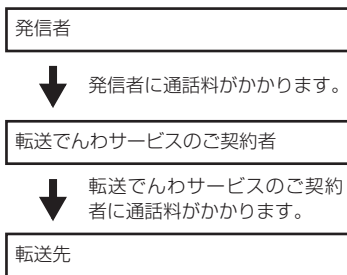 発信者
発信者に通話料がかかります。
転送でんわサービスのご契約者
転送でんわサービスのご契約
者に通話料がかかります。
転送先